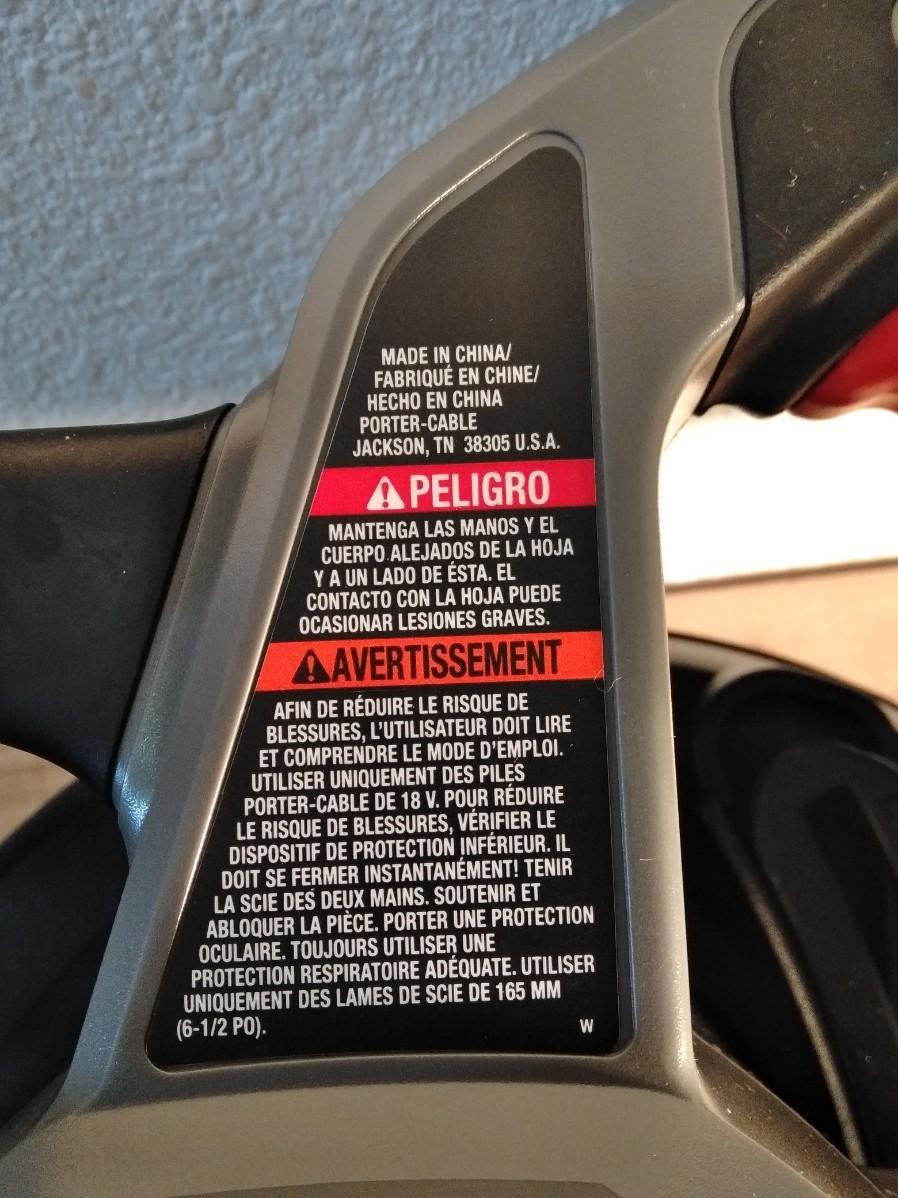 MADE IN CHINA/
FABRIQUÉ EN CHINE/
HECHO EN CHINA
PORTER-CABLE
JACKSON, TN 38305 U.S.A.
PELIGRO
MANTENGA LAS MANOS Y EL
CUERPO ALEJADOS DE LA HOJA
Y A UN LADO DE ÉSTA. EL
CONTACTO CON LA HOJA PUEDE
OCASIONAR LESIONES GRAVES.
AVERTISSEMENT
AFIN DE RÉDUIRE LE RISQUE DE
BLESSURES, L'UTILISATEUR DOIT LIRE
ET COMPRENDRE LE MODE D'EMPLOI.
UTILISER UNIQUEMENT DES PILES
PORTER-CABLE DE 18 V. POUR RÉDUIRE
LE RISQUE DE BLESSURES, VÉRIFIER LE
DISPOSITIF DE PROTECTION INFÉRIEUR. IL
DOIT SE FERMER INSTANTANÉMENT! TENIR
LA SCIE DES DEUX MAINS. SOUTENIR ET
ABLOQUER LA PIÈCE. PORTER UNE PROTECTION
OCULAIRE. TOUJOURS UTILISER UNE
PROTECTION RESPIRATOIRE ADÉQUATE. UTILISER
UNIQUEMENT DES LAMES DE SCIE DE 165 MM
(6-1/2 PO). W